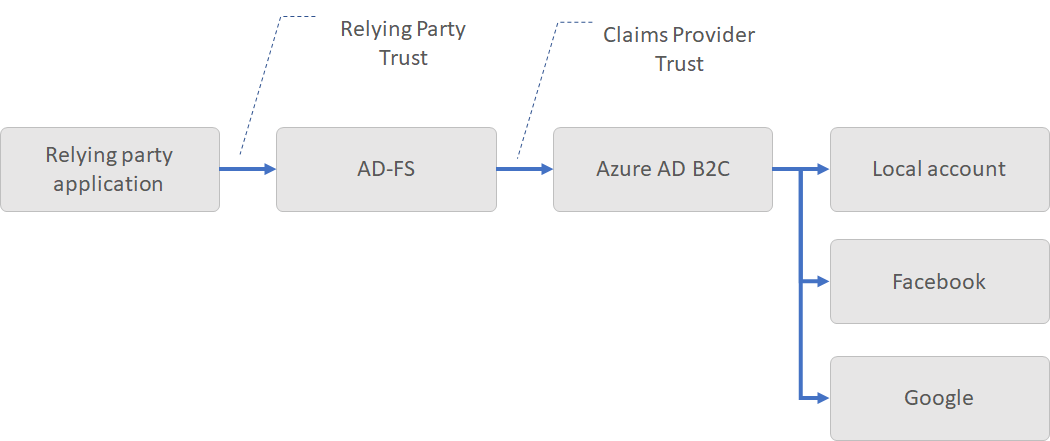 Relying Party
Trust
Claims Provider
Trust
Relying party
application
AD-FS
Azure AD B2C
Local account
Facebook
Google